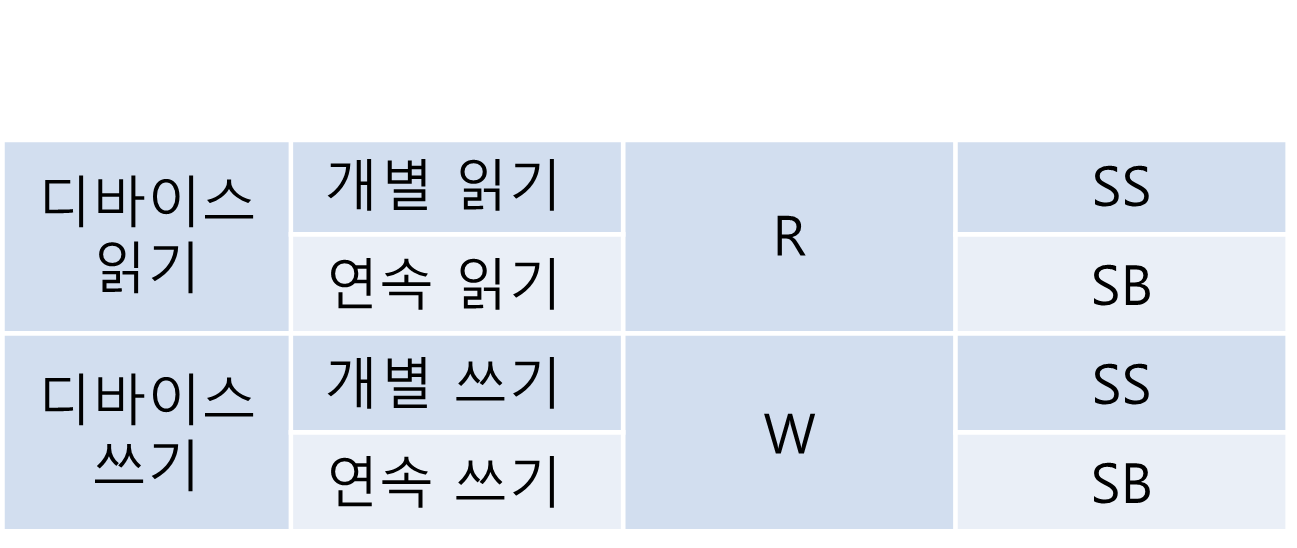 디바이스
읽기
개별 읽기
R
SS
연속 읽기
SB
디바이스
쓰기
개별 쓰기
W
SS
연속 쓰기
SB